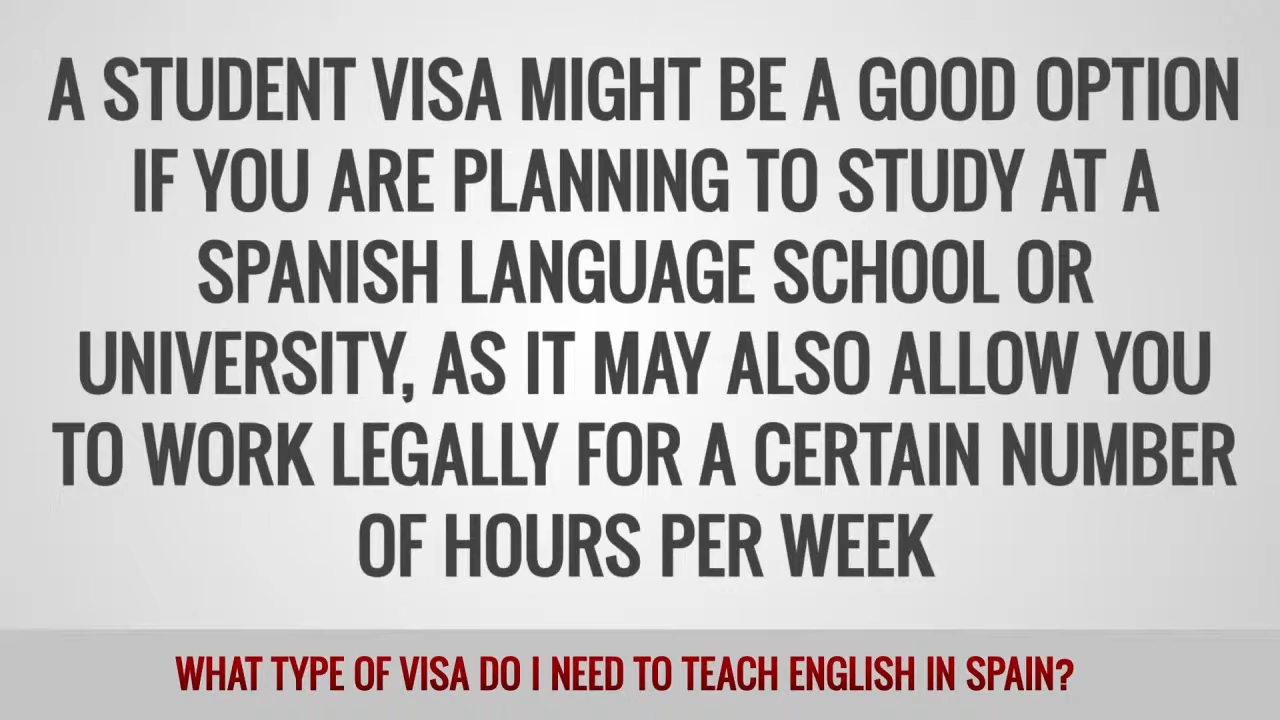 A STUDENT VISA MIGHT BE A GOOD OPTION
IF YOU ARE PLANNING TO STUDY AT A
SPANISH LANGUAGE SCHOOL OR
UNIVERSITY, AS IT MAY ALSO ALLOW YOU
TO WORK LEGALLY FOR A CERTAIN NUMBER
OF HOURS PER WEEK
WHAT TYPE OF VISA DO I NEED TO TEACH ENGLISH IN SPAIN?